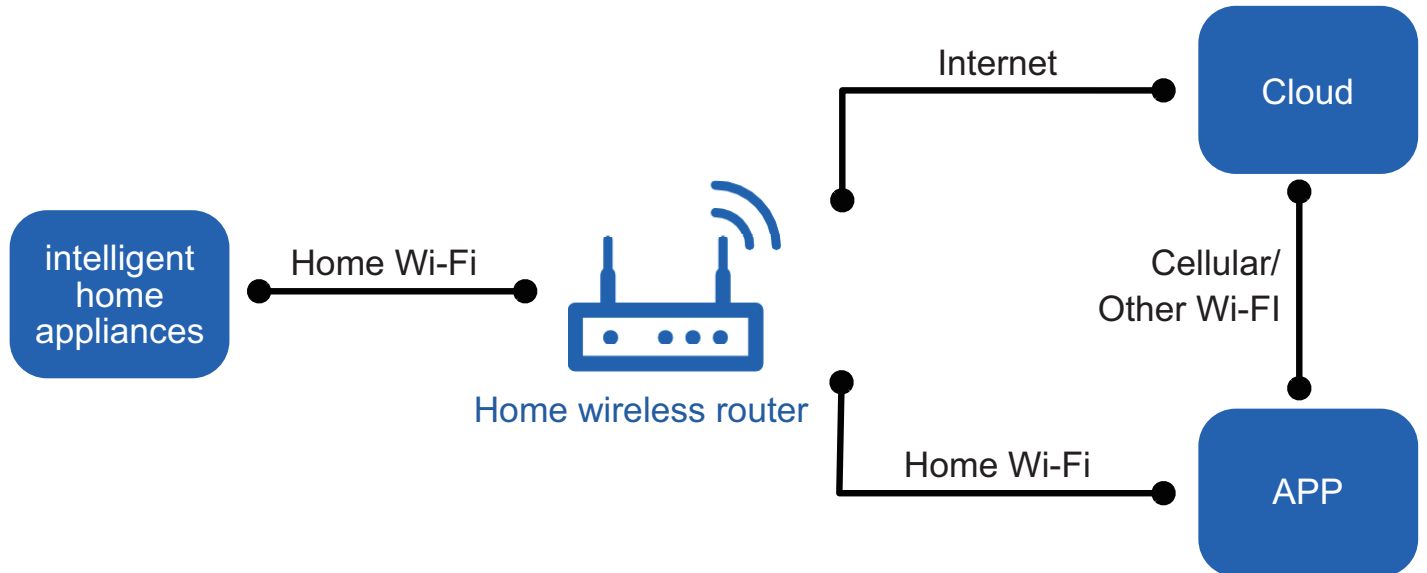 Internet
Cloud
intelligent
home
appliances
Home Wi-Fi
Cellular/
Other Wi-FI
Home wireless router
Home Wi-Fi
APP